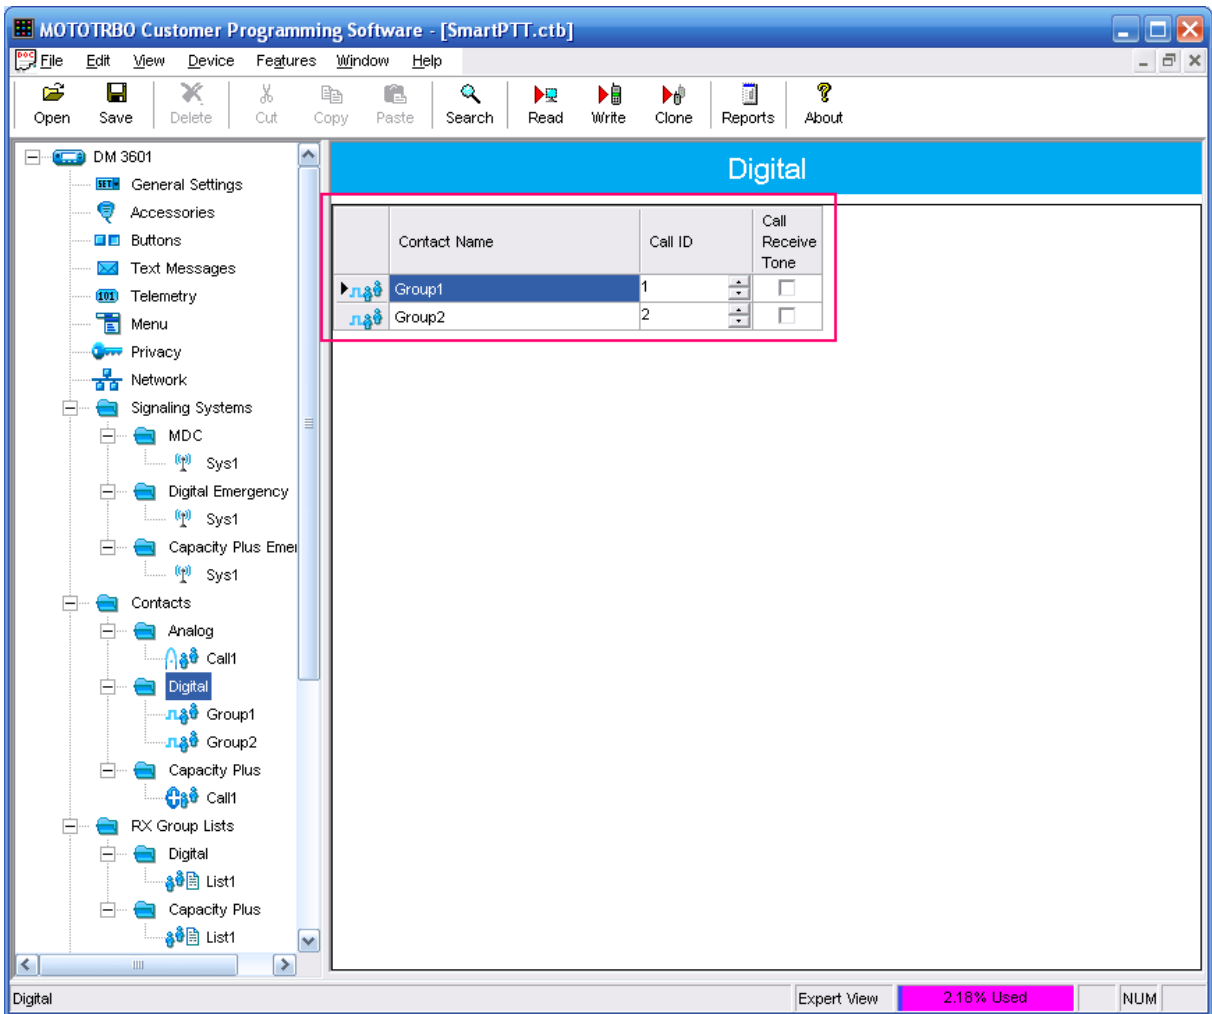 MOTOTRBO Customer Programming Software - [SmartPTT.ctb]
File Edit View Device Features Window Help
Open Save Delete Cut Copy Paste Search Read Write Clone Reports About
DM 3601
SET
General Settings
Accessories
Buttons
Text Messages
101
Telemetry
Menu
Privacy
Network
Signaling Systems
MDC
Sys1
Digital Emergency
Sys1
Capacity Plus Emer
Sys1
Contacts
Analog
Call1
Digital
Group1
Group2
Capacity Plus
Call1
RX Group Lists
Digital
List1
Capacity Plus
List1
Digital
Contact Name Call ID Call Receive Tone
Group1 1
Group2 2
Digital Expert View 2.18% Used NUM